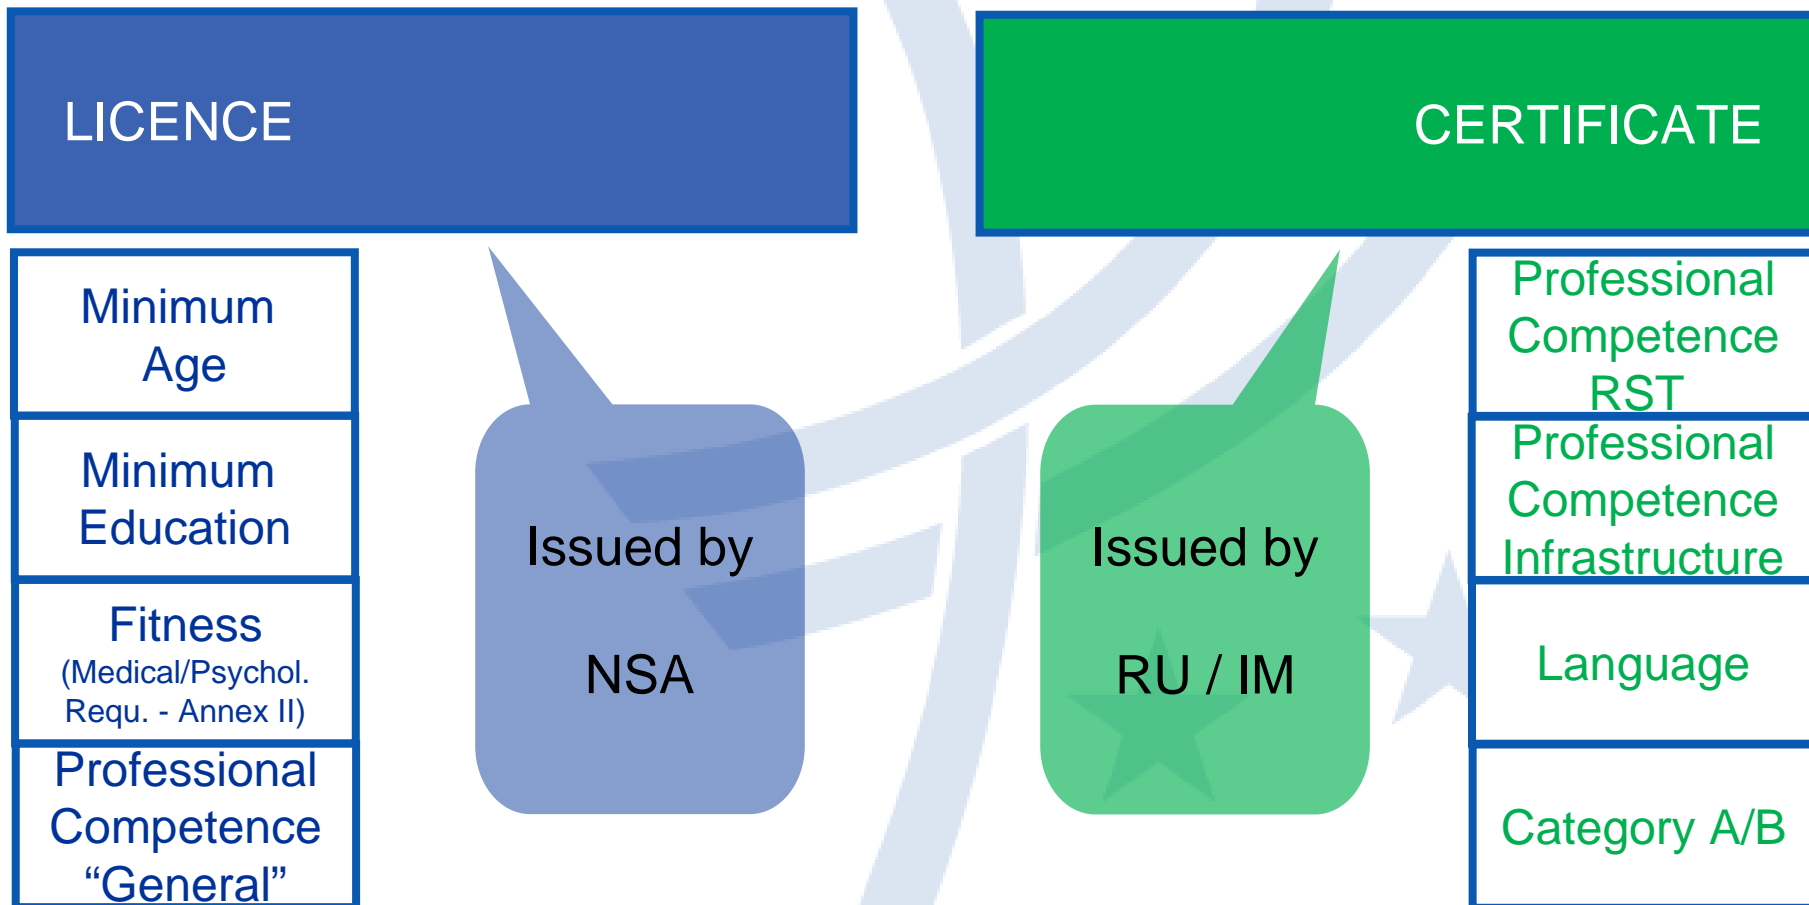 LICENCE
Minimum
Age
Minimum
Education
Fitness
(Medical/Psychol.
Requ. - Annex II)
Professional
Competence
“General”
Issued by
NSA
CERTIFICATE
Issued by
RU / IM
Professional
Competence
RST
Professional
Competence
Infrastructure
Language
Category A/B